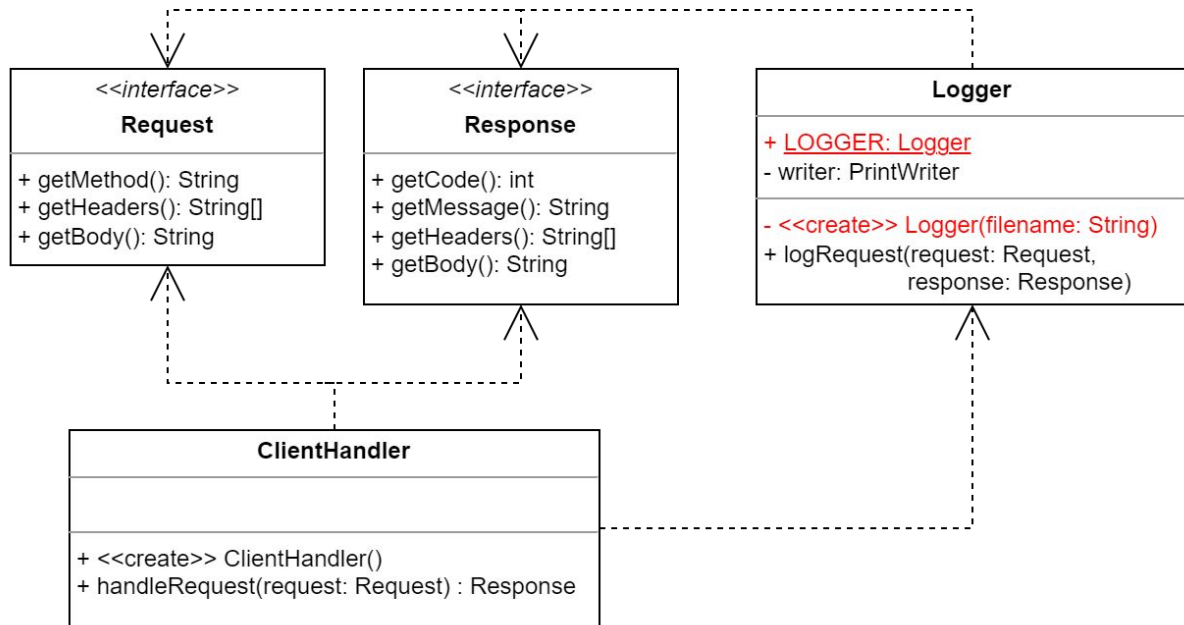 <<interface>>
Request
+ getMethod(): String
+ getHeaders(): String[]
+ getBody(): String
<<interface>>
Response
+ getCode(): int
+ getMessage(): String
+ getHeaders(): String[]
+ getBody(): String
Logger
+ LOGGER: Logger
- writer: PrintWriter
- <<create>> Logger(filename: String)
+ logRequest(request: Request,
response: Response)
ClientHandler
+ <<create>> ClientHandler()
+ handleRequest(request: Request) : Response